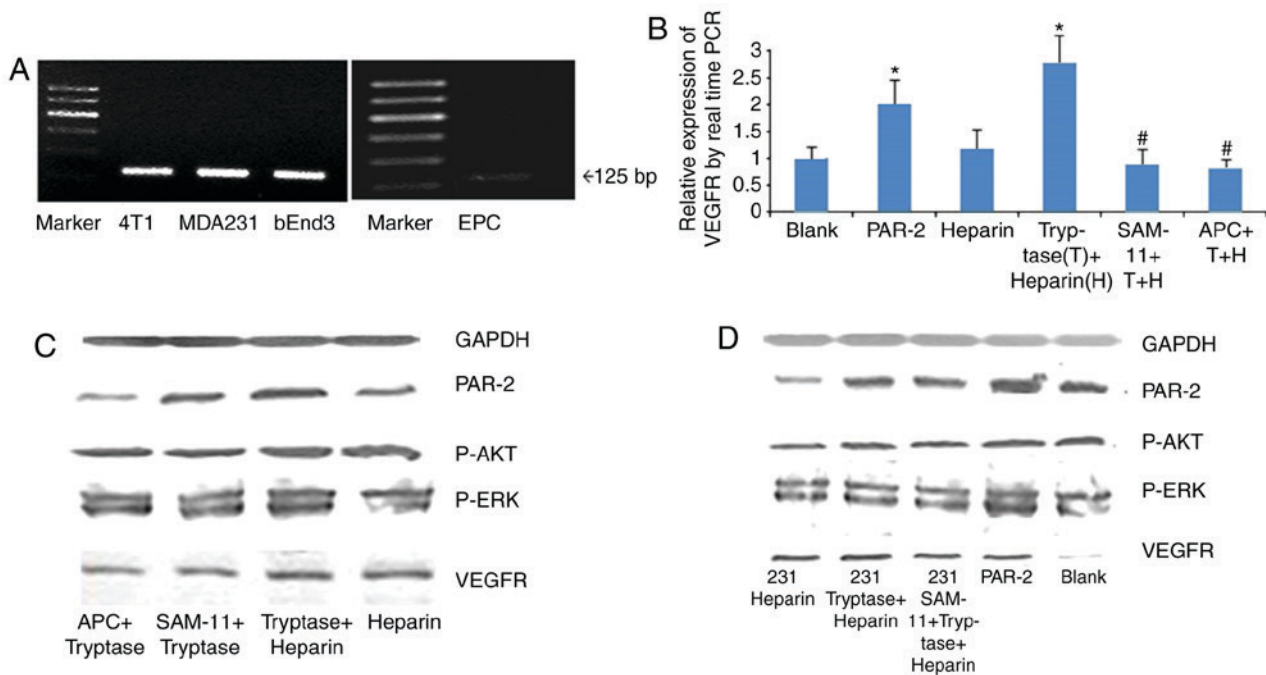 A
Marker 4T1 MDA231 bEnd3
Marker EPC
←125 bp
B
Relative expression of
VEGFR by real time PCR
3
2.5
2
1.5
1
0.5
0
*
*
#
#
Blank
PAR-2
Heparin
Tryp-
tase(T)+
Heparin(H)
SAM-
11+
T+H
APC+
T+H
C
GAPDH
PAR-2
P-AKT
P-ERK
VEGFR
APC+
Tryptase
SAM-11+
Tryptase
Tryptase+
Heparin
Heparin
D
GAPDH
PAR-2
P-AKT
P-ERK
VEGFR
231
Heparin
231
Tryptase+
Heparin
231
SAM-
11+Tryp-
tase+
Heparin
PAR-2
Blank